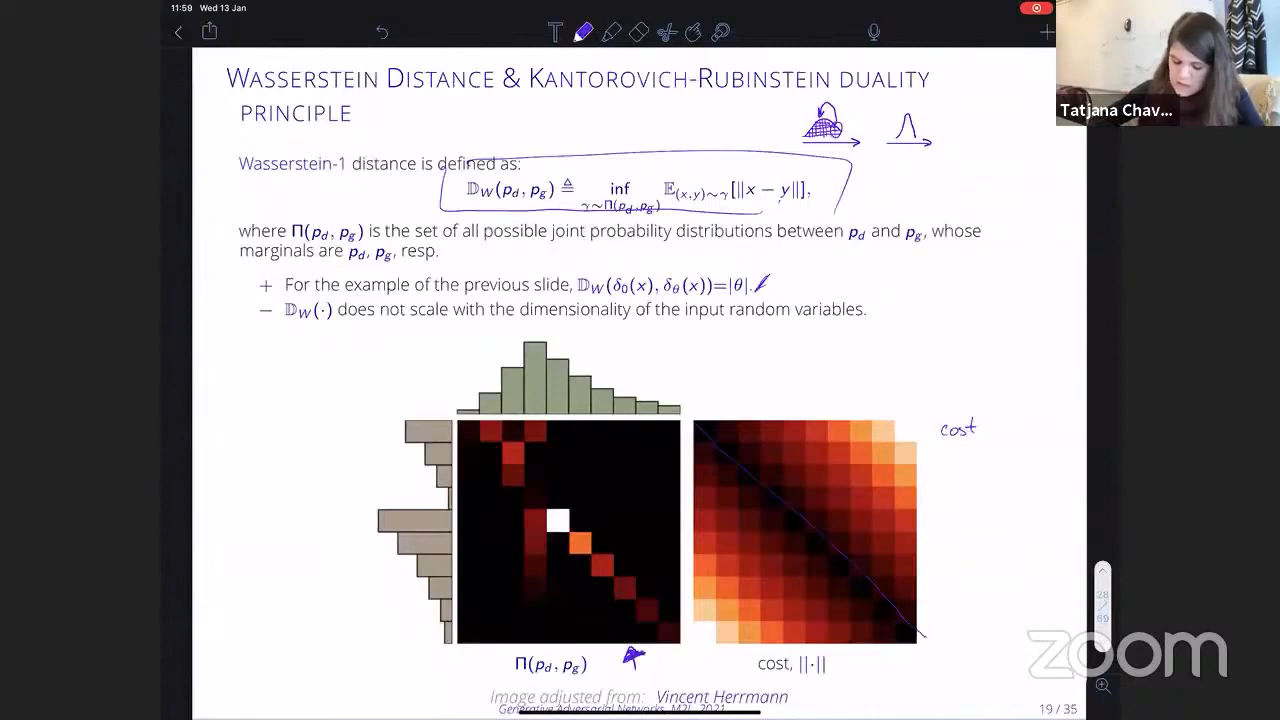 11:59 Wed 13 Jan
Tatjana Chav...
WASSERSTEIN DISTANCE & KANTOROVICH-RUBINSTEIN DUALITY
PRINCIPLE
Wasserstein-1 distance is defined as:
𝔻_W(p_d, p_g) ≜ inf_{γ∼Π(p_d,p_g)} 𝔼_{(x,y)∼γ}[||x − y||],
where Π(p_d, p_g) is the set of all possible joint probability distributions between p_d and p_g, whose
marginals are p_d, p_g, resp.
+ For the example of the previous slide, 𝔻_W(δ_0(x), δ_θ(x))=|θ|.
− 𝔻_W(·) does not scale with the dimensionality of the input random variables.
cost
Π(p_d, p_g)
cost, ||·||
Image adjusted from: Vincent Herrmann
Generative Adversarial Networks, M2L, 2021
19 / 35
28
69
zoom